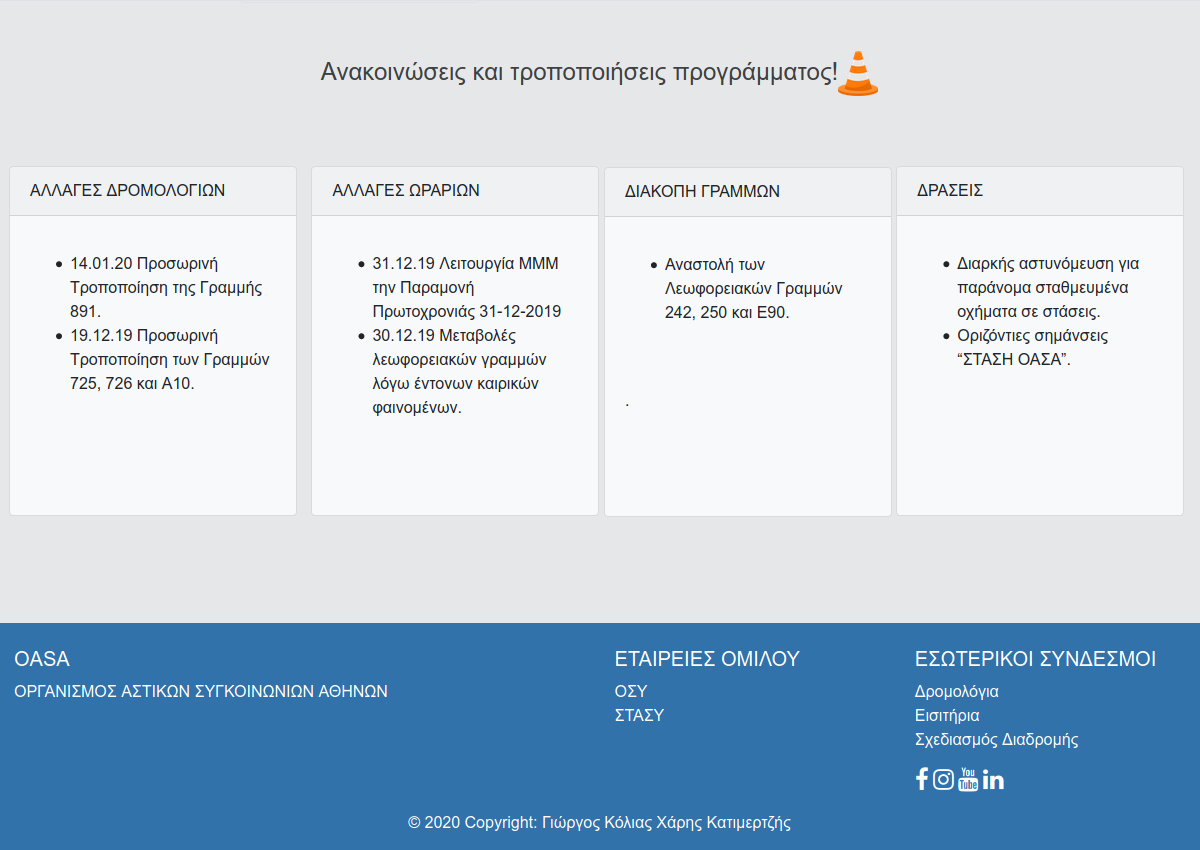 Ανακοινώσεις και τροποποιήσεις προγράμματος!
ΑΛΛΑΓΕΣ ΔΡΟΜΟΛΟΓΙΩΝ
14.01.20 Προσωρινή
Τροποποίηση της Γραμμής
891.
19.12.19 Προσωρινή
Τροποποίηση των Γραμμών
725, 726 και Α10.
ΑΛΛΑΓΕΣ ΩΡΑΡΙΩΝ
31.12.19 Λειτουργία ΜΜΜ
την Παραμονή
Πρωτοχρονιάς 31-12-2019
30.12.19 Μεταβολές
λεωφορειακών γραμμών
λόγω έντονων καιρικών
φαινομένων.
ΔΙΑΚΟΠΗ ΓΡΑΜΜΩΝ
Αναστολή των
Λεωφορειακών Γραμμών
242, 250 και Ε90.
.
ΔΡΑΣΕΙΣ
Διαρκής αστυνόμευση για
παράνομα σταθμευμένα
οχήματα σε στάσεις.
Οριζόντιες σημάνσεις
“ΣΤΑΣΗ ΟΑΣΑ”.
OASA
ΟΡΓΑΝΙΣΜΟΣ ΑΣΤΙΚΩΝ ΣΥΓΚΟΙΝΩΝΙΩΝ ΑΘΗΝΩΝ
ΕΤΑΙΡΕΙΕΣ ΟΜΙΛΟΥ
ΟΣΥ
ΣΤΑΣΥ
ΕΣΩΤΕΡΙΚΟΙ ΣΥΝΔΕΣΜΟΙ
Δρομολόγια
Εισιτήρια
Σχεδιασμός Διαδρομής
You
Tube
© 2020 Copyright: Γιώργος Κόλιας Χάρης Κατιμερτζής